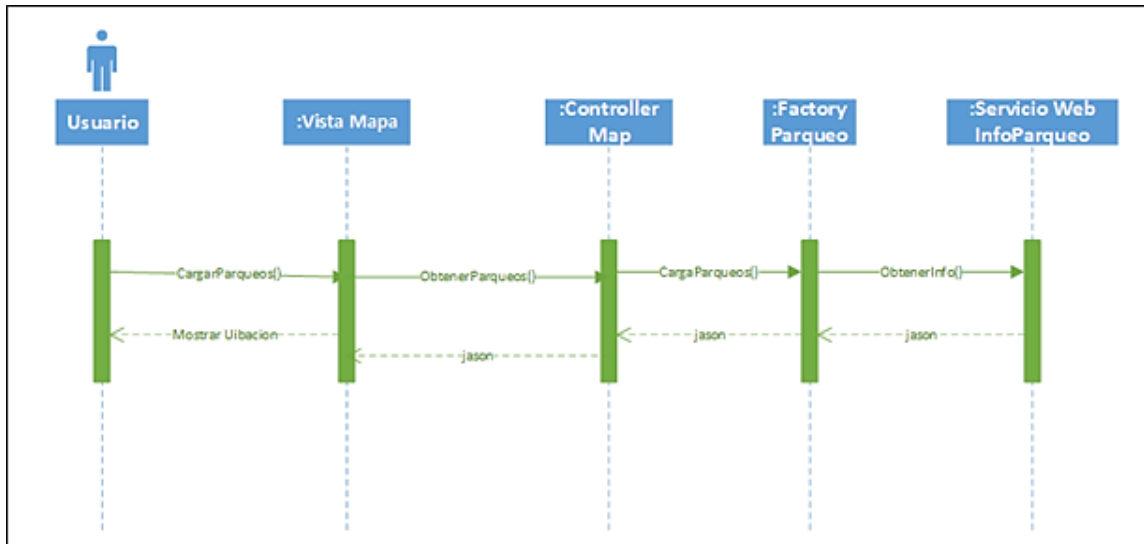 Usuario
:Vista Mapa
:Controller
Map
:Factory
Parqueo
:Servicio Web
InfoParqueo
CargarParqueos()
ObtenerParqueos()
CargaParqueos()
ObtenerInfo()
Mostrar Uibacion
jason
jason
jason